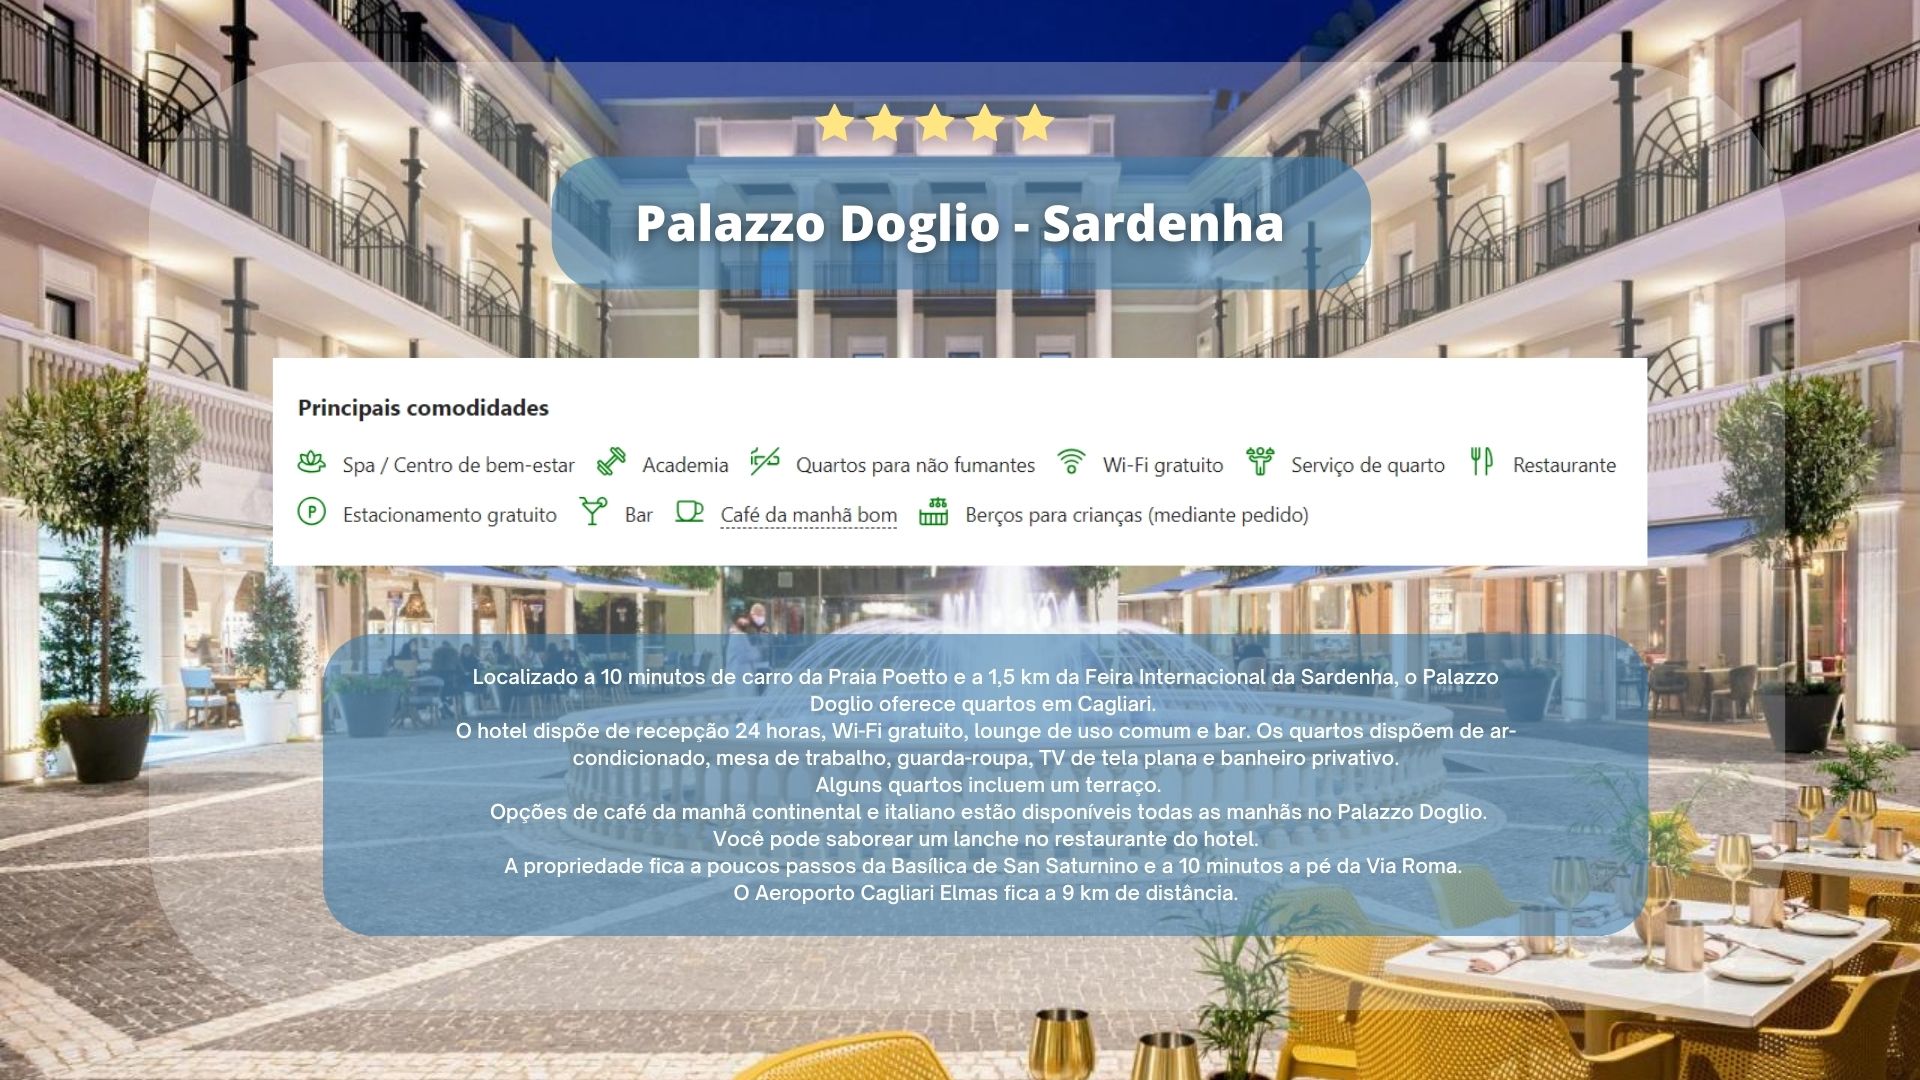 Palazzo Doglio - Sardenha
Principais comodidades
Spa / Centro de bem-estar Academia Quartos para não fumantes Wi-Fi gratuito Serviço de quarto Restaurante
P Estacionamento gratuito Bar Café da manhã bom Berços para crianças (mediante pedido)
Localizado a 10 minutos de carro da Praia Poetto e a 1,5 km da Feira Internacional da Sardenha, o Palazzo
Doglio oferece quartos em Cagliari.
O hotel dispõe de recepção 24 horas, Wi-Fi gratuito, lounge de uso comum e bar. Os quartos dispõem de ar-
condicionado, mesa de trabalho, guarda-roupa, TV de tela plana e banheiro privativo.
Alguns quartos incluem um terraço.
Opções de café da manhã continental e italiano estão disponíveis todas as manhãs no Palazzo Doglio.
Você pode saborear um lanche no restaurante do hotel.
A propriedade fica a poucos passos da Basílica de San Saturnino e a 10 minutos a pé da Via Roma.
O Aeroporto Cagliari Elmas fica a 9 km de distância.